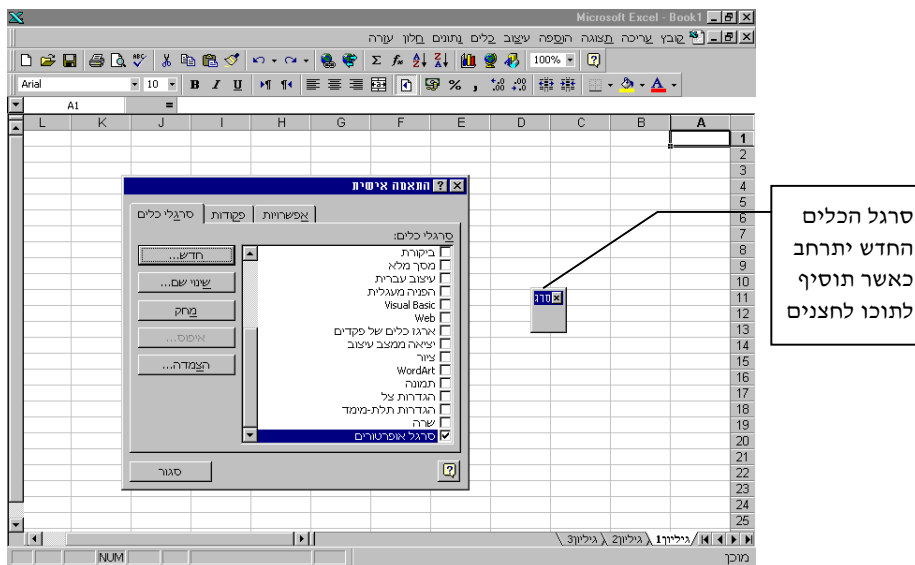 Microsoft Excel - Book1
קובץ עריכה תצוגה הוספה עיצוב כלים נתונים חלון עזרה
100%
Arial 10 B I U % ,
A1 =
L K J I H G F E D C B A
1
2
3
4
5
6
7
8
9
10
11
12
13
14
15
16
17
18
19
20
21
22
23
24
25
התאמה אישית
סרגלי כלים פקודות אפשרויות
סרגלי כלים:
ביקורת
מסך מלא
עיצוב עברית
הפניה מעגלית
Visual Basic
Web
ארגז כלים של פקדים
יציאה ממצב עיצוב
ציור
WordArt
תמונה
הגדרות צל
הגדרות תלת-מימד
שרה
סרגל אופרטורים
חדש...
שינוי שם...
מחק
איפוס...
הצמדה...
סגור
סרג
סרגל הכלים
החדש יתרחב
כאשר תוסיף
לתוכו לחצנים
גיליון1 גיליון2 גיליון3
מוכן
NUM